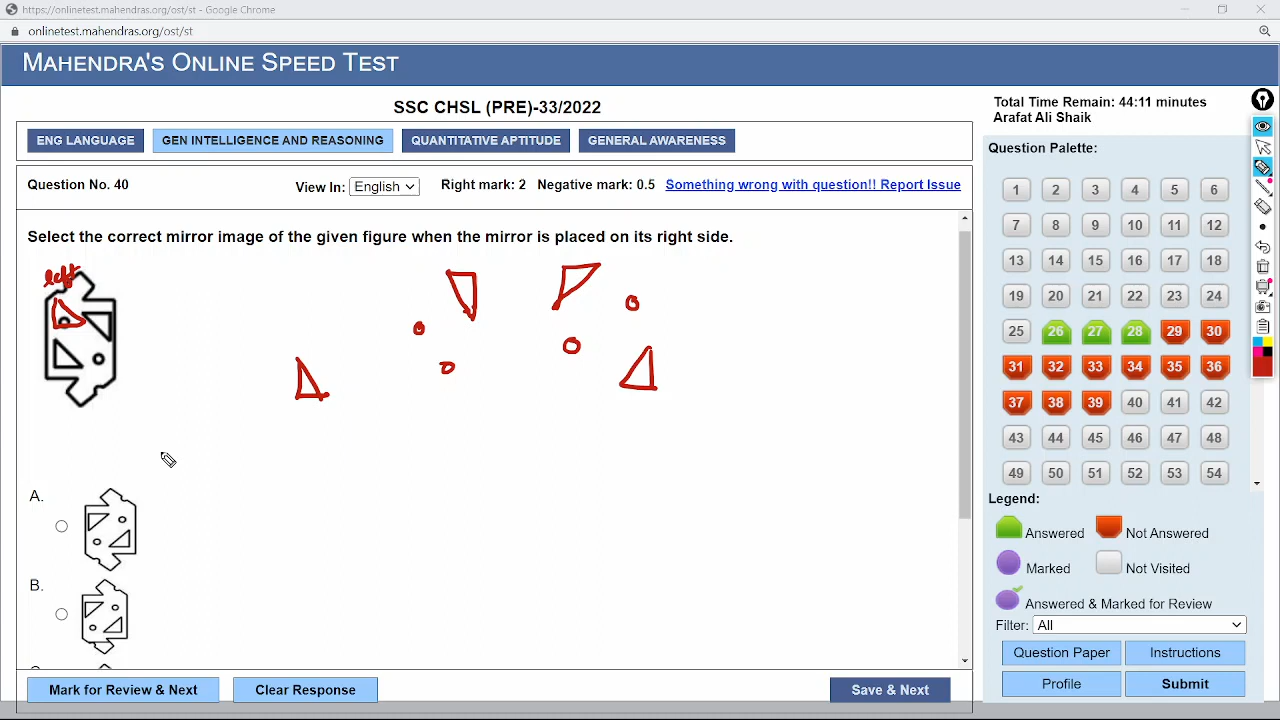 https://onlinetest.mahendras.org/ost/st - Google Chrome
onlinetest.mahendras.org/ost/st
MAHENDRA'S ONLINE SPEED TEST
SSC CHSL (PRE)-33/2022
Total Time Remain: 44:11 minutes
Arafat Ali Shaik
ENG LANGUAGE GEN INTELLIGENCE AND REASONING QUANTITATIVE APTITUDE GENERAL AWARENESS
Question Palette:
Question No. 40 View In: English Right mark: 2 Negative mark: 0.5 Something wrong with question!! Report Issue
1 2 3 4 5 6
7 8 9 10 11 12
13 14 15 16 17 18
19 20 21 22 23 24
25 26 27 28 29 30
31 32 33 34 35 36
37 38 39 40 41 42
43 44 45 46 47 48
49 50 51 52 53 54
Select the correct mirror image of the given figure when the mirror is placed on its right side.
left
A.
B.
Legend:
Answered Not Answered
Marked Not Visited
Answered & Marked for Review
Filter: All
Question Paper Instructions
Profile Submit
Mark for Review & Next Clear Response Save & Next